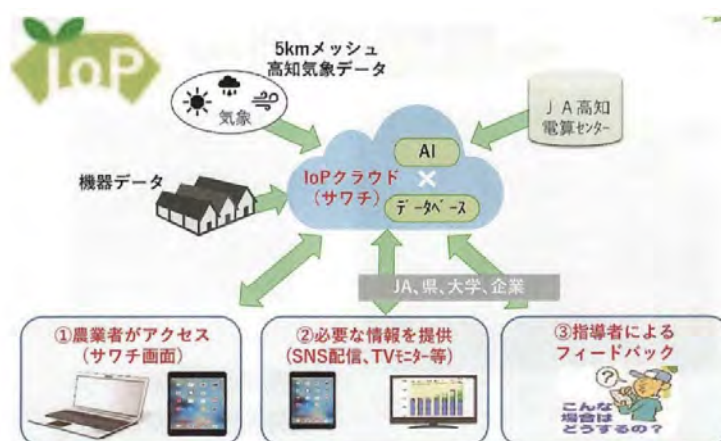 IoP
5kmメッシュ
高知気象データ
気象
JA高知
電算センター
AI
×
データベース
IoPクラウド
(サワチ)
機器データ
JA、県、大学、企業
①農業者がアクセス
(サワチ画面)
②必要な情報を提供
(SNS配信、TVモニター等)
③指導者による
フィードバック
?
こんな
場合は
どうするの?